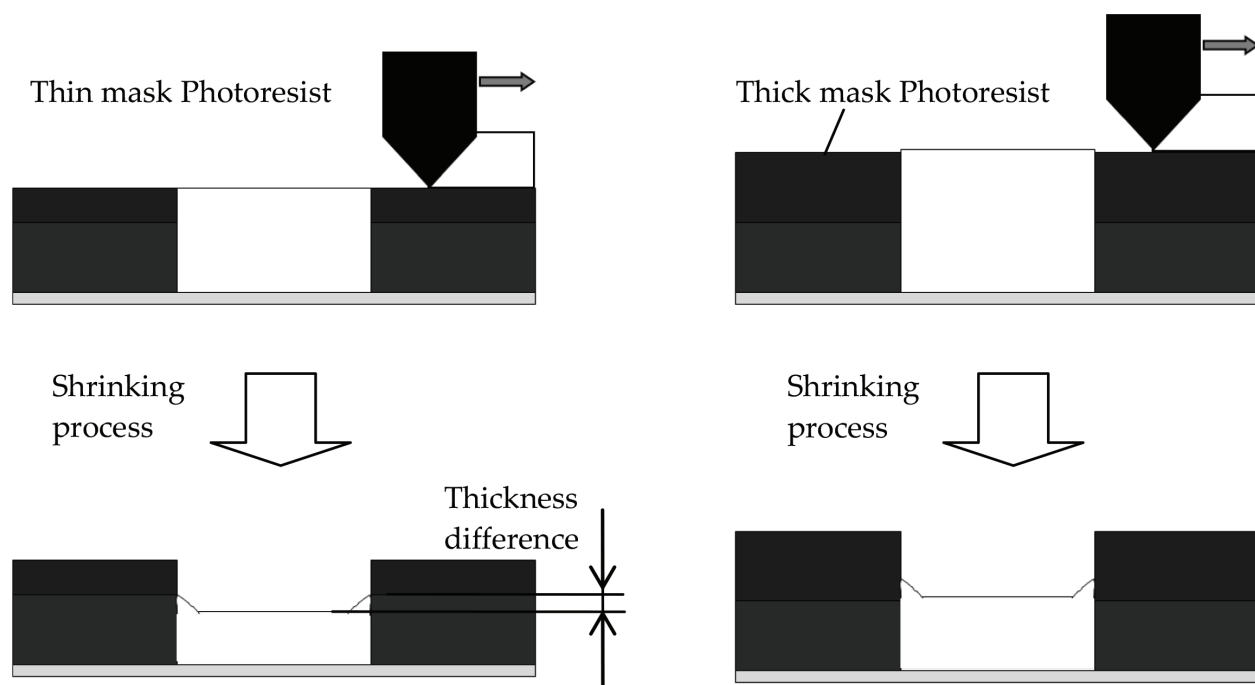 Thin mask Photoresist
Thick mask Photoresist
Shrinking
process
Shrinking
process
Thickness
difference